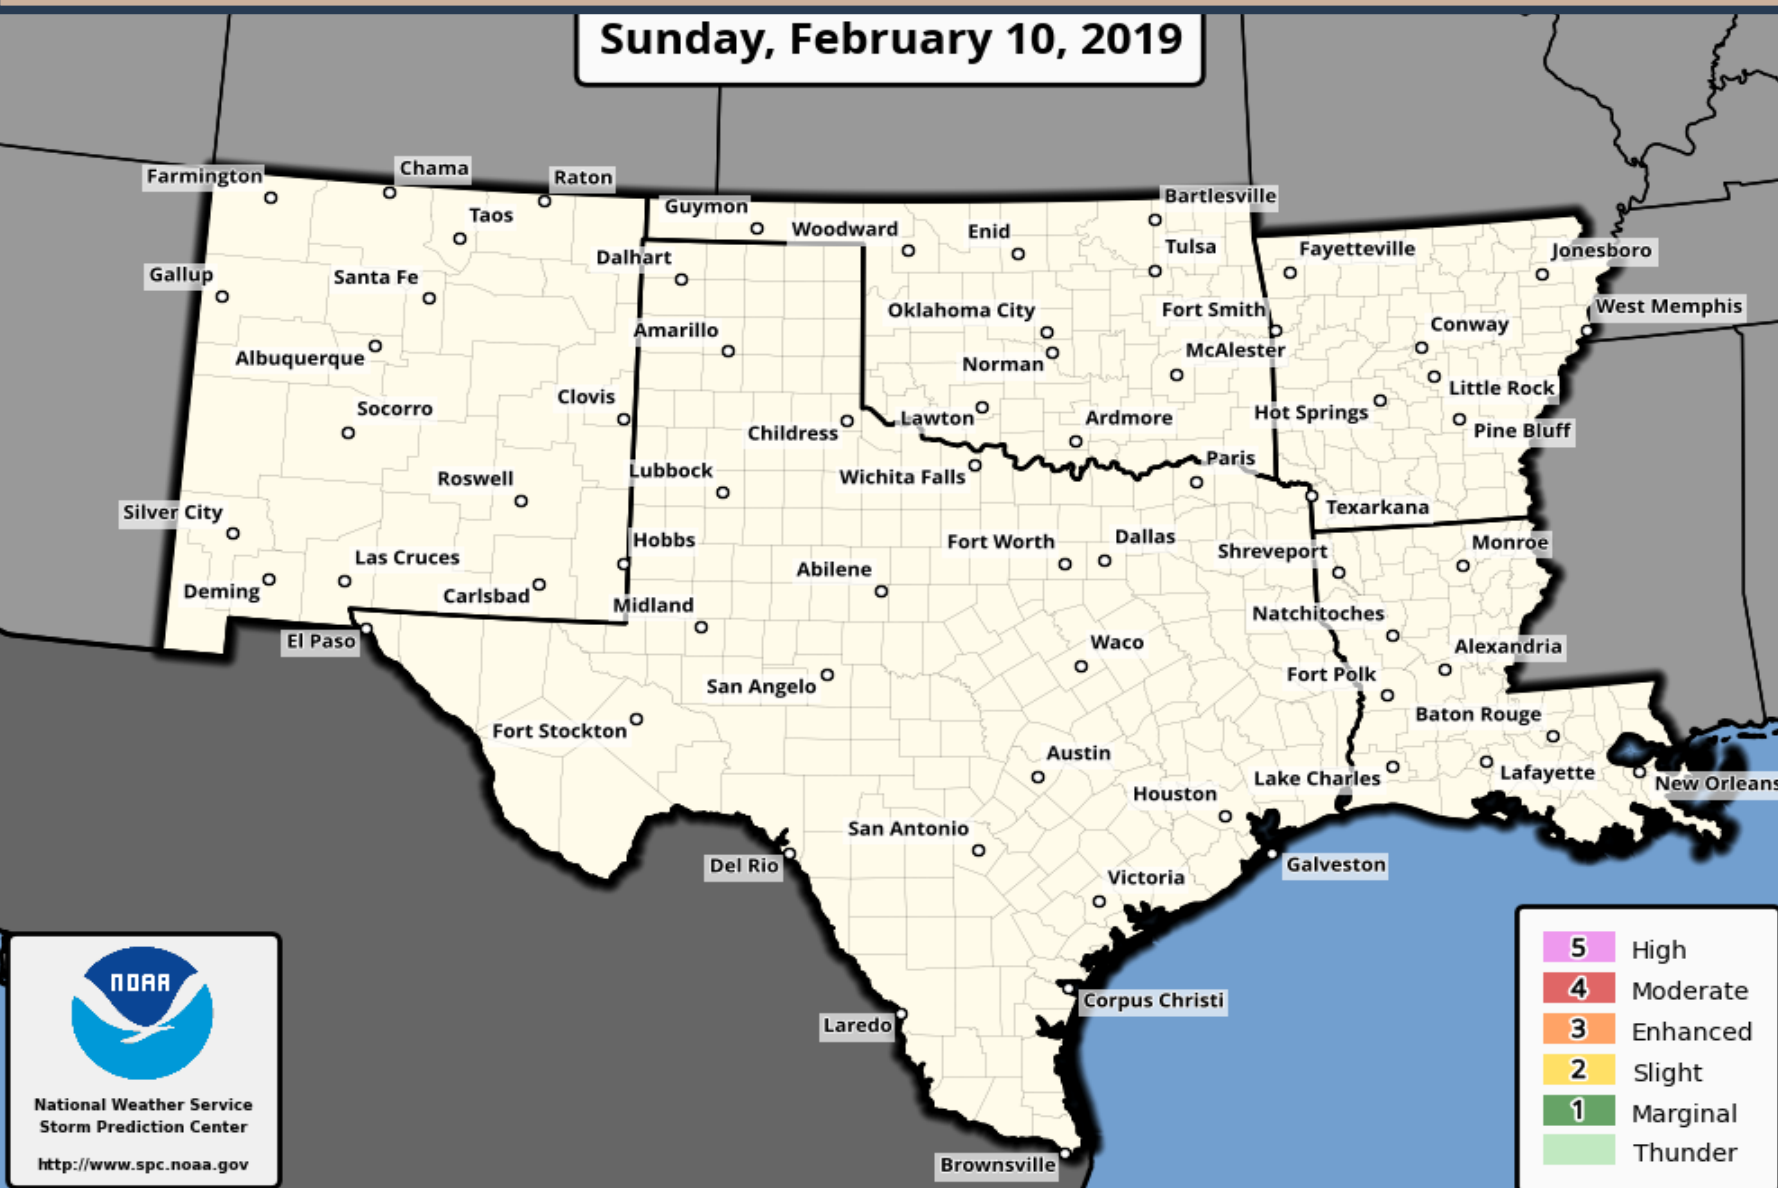 Sunday, February 10, 2019
Farmington
Chama
Raton
Taos
Gallup
Santa Fe
Albuquerque
Socorro
Clovis
Roswell
Silver City
Las Cruces
Deming
Carlsbad
Hobbs
El Paso
Guymon
Woodward
Enid
Bartlesville
Tulsa
Dalhart
Oklahoma City
Fort Smith
Amarillo
Norman
McAlester
Childress
Lawton
Ardmore
Lubbock
Wichita Falls
Paris
Fayetteville
Jonesboro
West Memphis
Conway
Little Rock
Hot Springs
Pine Bluff
Texarkana
Fort Worth
Dallas
Shreveport
Monroe
Abilene
Midland
Natchitoches
Waco
Alexandria
San Angelo
Fort Polk
Fort Stockton
Baton Rouge
Austin
Lake Charles
Lafayette
New Orleans
Houston
San Antonio
Del Rio
Galveston
Victoria
Corpus Christi
Laredo
Brownsville
NOAA
National Weather Service
Storm Prediction Center
http://www.spc.noaa.gov
5 High
4 Moderate
3 Enhanced
2 Slight
1 Marginal
Thunder